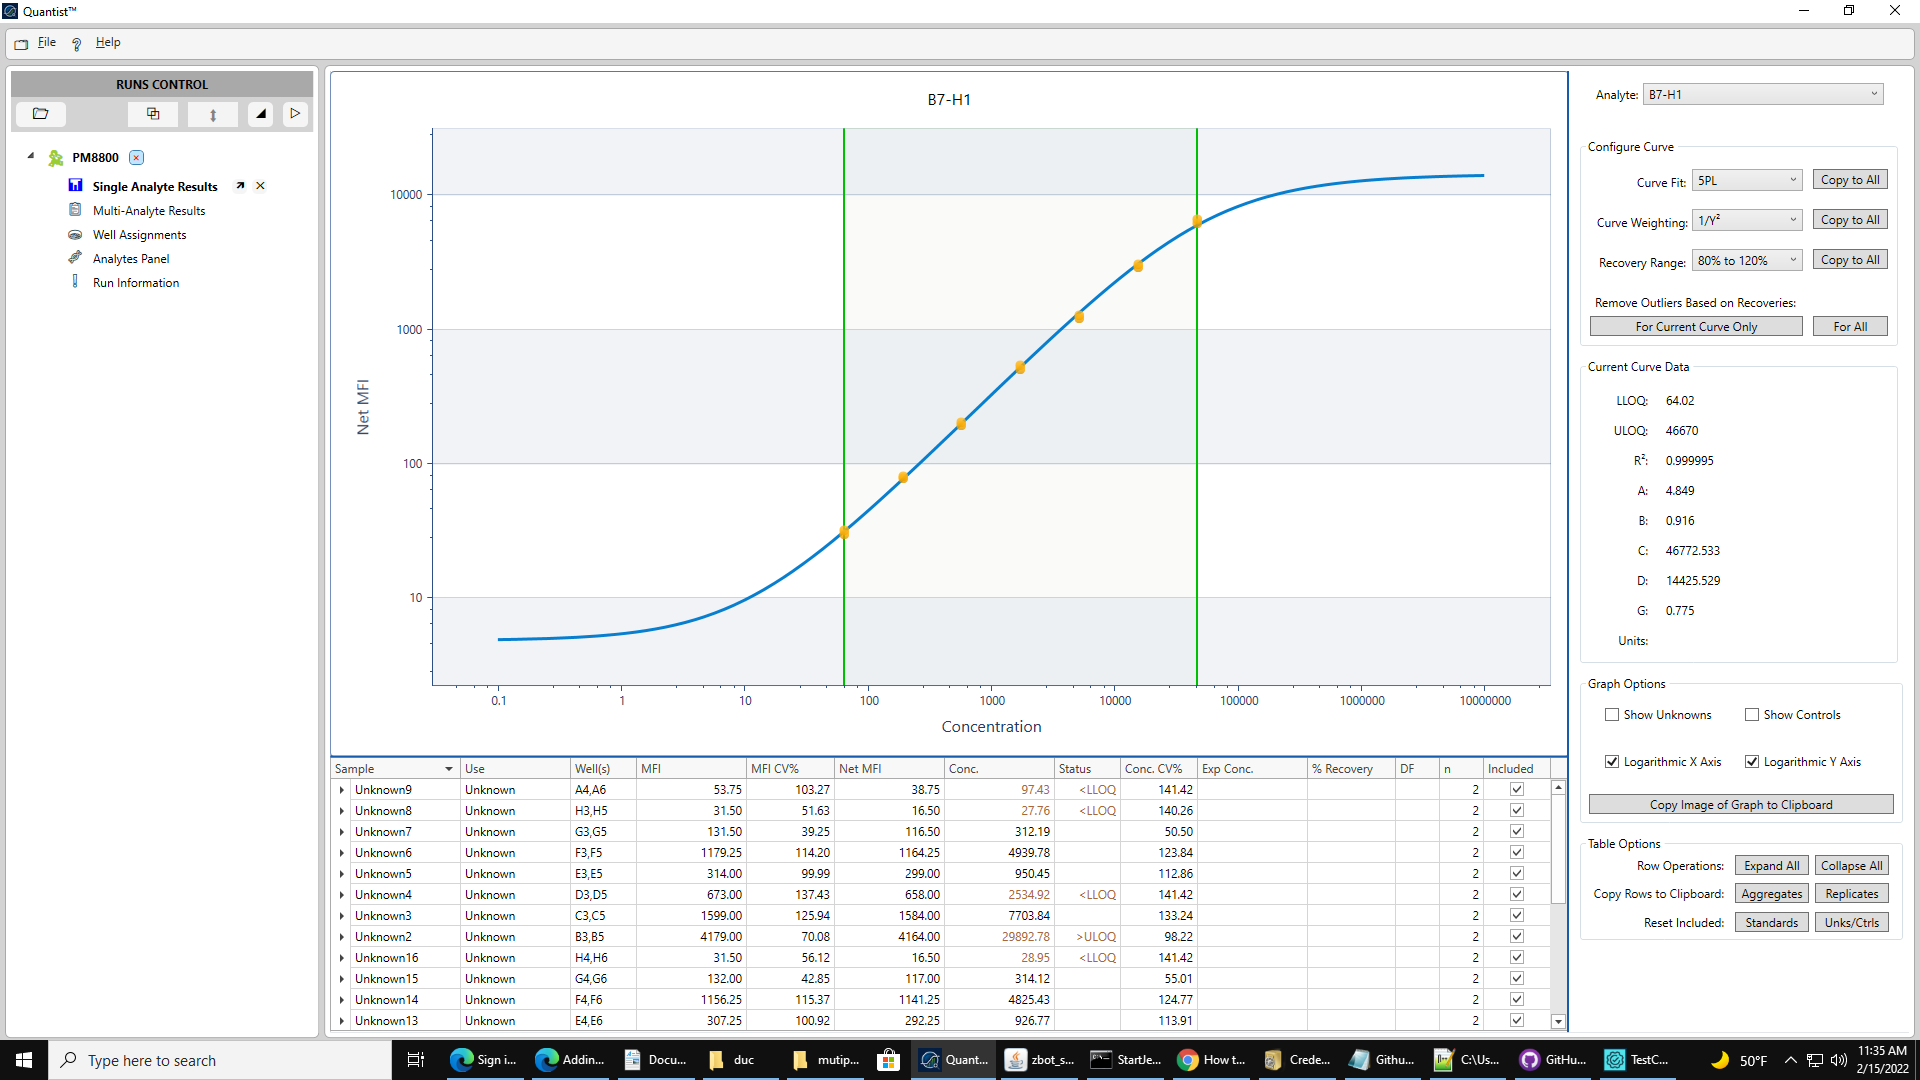 Quantist™
File Help
RUNS CONTROL
PM8800
Single Analyte Results
Multi-Analyte Results
Well Assignments
Analytes Panel
Run Information
B7-H1
Net MFI
10000
1000
100
10
0.1 1 10 100 1000 10000 100000 1000000 10000000
Concentration
Sample Use Well(s) MFI MFI CV% Net MFI Conc. Status Conc. CV% Exp Conc. % Recovery DF n Included
Unknown9 Unknown A4,A6 53.75 103.27 38.75 97.43 <LLOQ 141.42 2
Unknown8 Unknown H3,H5 31.50 51.63 16.50 27.76 <LLOQ 140.26 2
Unknown7 Unknown G3,G5 131.50 39.25 116.50 312.19 50.50 2
Unknown6 Unknown F3,F5 1179.25 114.20 1164.25 4939.78 123.84 2
Unknown5 Unknown E3,E5 314.00 99.99 299.00 950.45 112.86 2
Unknown4 Unknown D3,D5 673.00 137.43 658.00 2534.92 <LLOQ 141.42 2
Unknown3 Unknown C3,C5 1599.00 125.94 1584.00 7703.84 133.24 2
Unknown2 Unknown B3,B5 4179.00 70.08 4164.00 29892.78 >ULOQ 98.22 2
Unknown16 Unknown H4,H6 31.50 56.12 16.50 28.95 <LLOQ 141.42 2
Unknown15 Unknown G4,G6 132.00 42.85 117.00 314.12 55.01 2
Unknown14 Unknown F4,F6 1156.25 115.37 1141.25 4825.43 124.77 2
Unknown13 Unknown E4,E6 307.25 100.92 292.25 926.77 113.91 2
Analyte: B7-H1
Configure Curve
Curve Fit: 5PL Copy to All
Curve Weighting: 1/Y² Copy to All
Recovery Range: 80% to 120% Copy to All
Remove Outliers Based on Recoveries:
For Current Curve Only For All
Current Curve Data
LLOQ: 64.02
ULOQ: 46670
R²: 0.999995
A: 4.849
B: 0.916
C: 46772.533
D: 14425.529
G: 0.775
Units:
Graph Options
Show Unknowns Show Controls
Logarithmic X Axis Logarithmic Y Axis
Copy Image of Graph to Clipboard
Table Options
Row Operations: Expand All Collapse All
Copy Rows to Clipboard: Aggregates Replicates
Reset Included: Standards Unks/Ctrls
Type here to search
Sign i... Addin... Docu... duc mutip... Quant... zbot_s... StartJe... How t... Crede... Githu... C:\Us... GitHu... TestC...
50°F
11:35 AM
2/15/2022